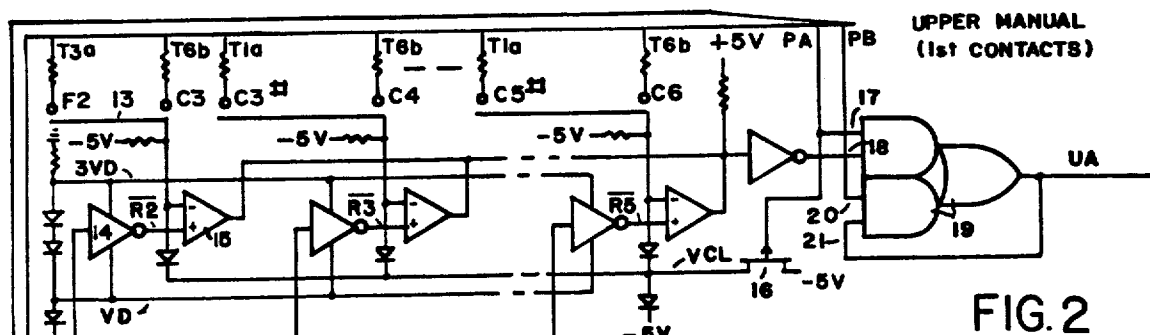 UPPER MANUAL
(1st CONTACTS)
T3a T6b T1a T6b T1a T6b +5V PA PB
F2 13 C3 C3# C4 C5# C6 17
-5V -5V -5V 18
3VD UA
R2 R3 R5 20 19
14 15 21
VCL 16 -5V
VD -5V
FIG. 2